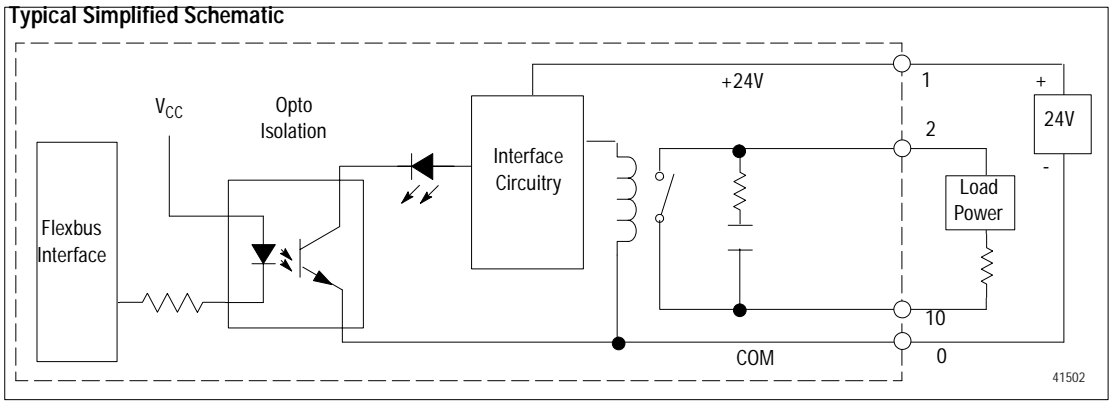 Typical Simplified Schematic
VCC
Opto
Isolation
+24V
1
+
24V
-
2
Interface
Circuitry
Load
Power
Flexbus
Interface
10
COM
0
41502